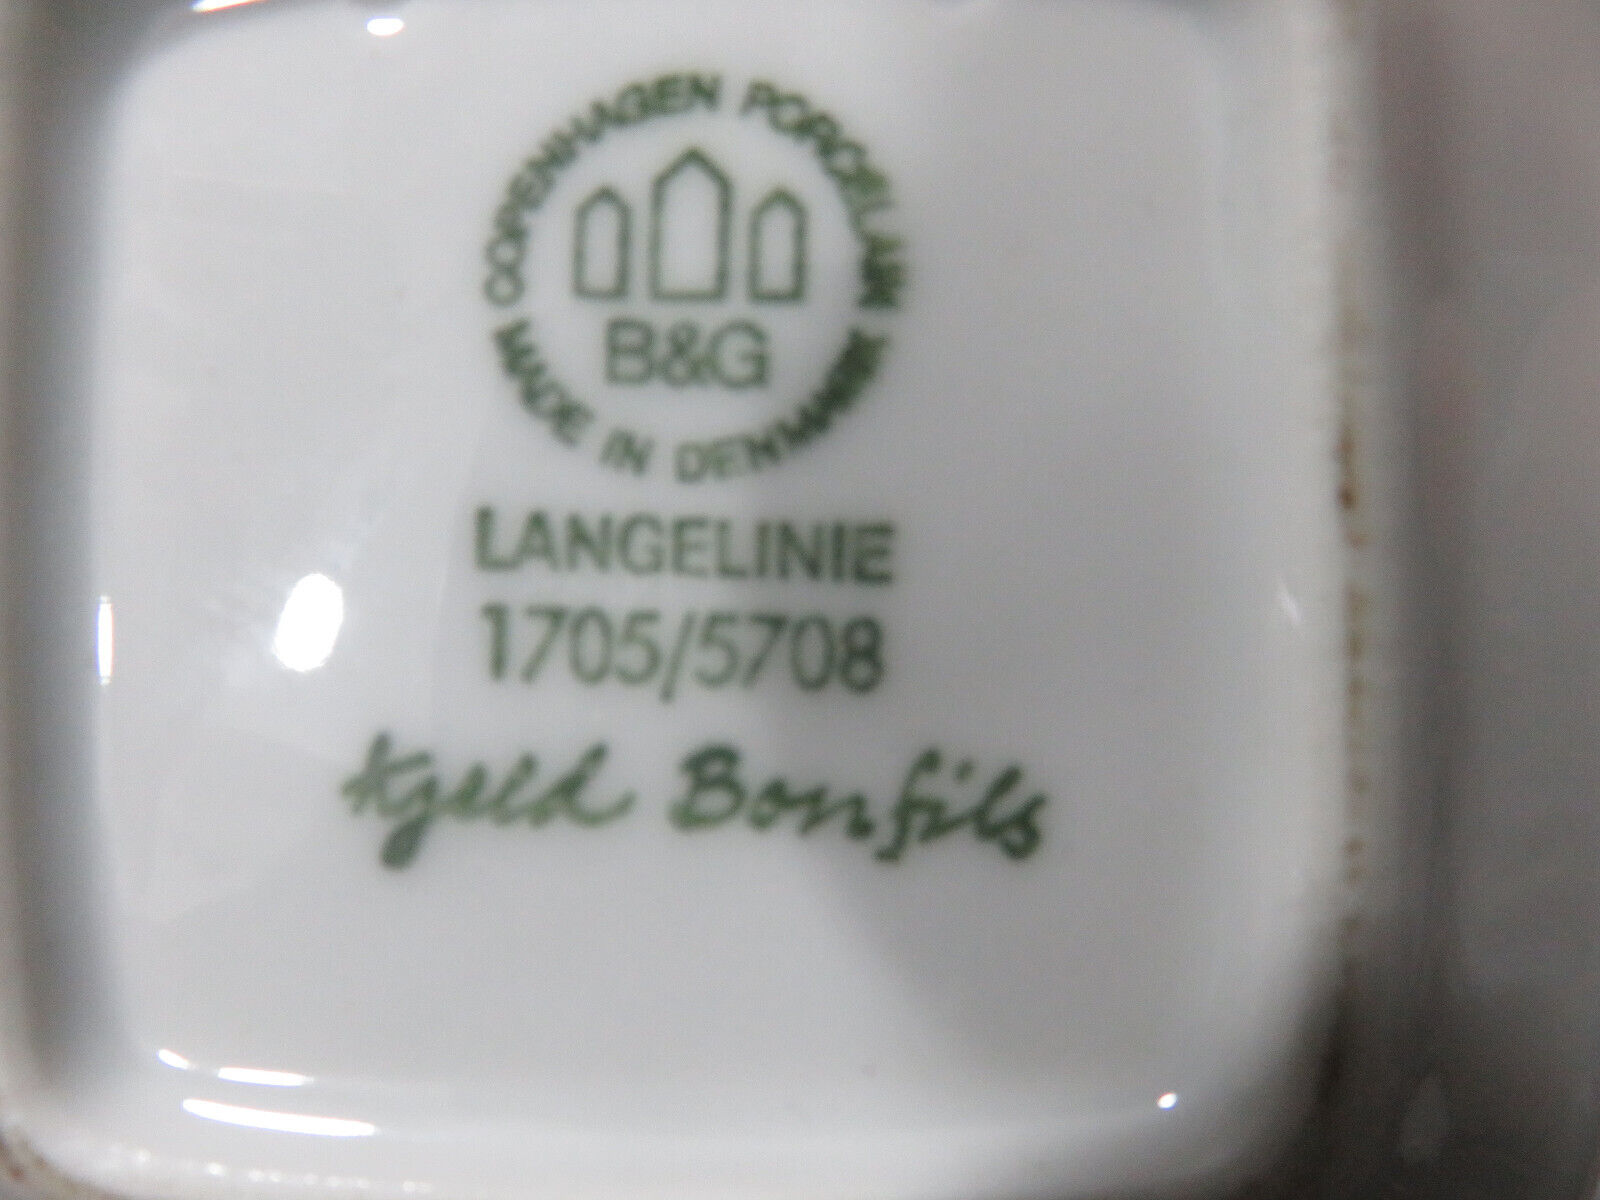 COPENHAGEN PORCELAIN
B&G
MADE IN DENMARK
LANGELINIE
1705/5708
Kjeld Bonfils